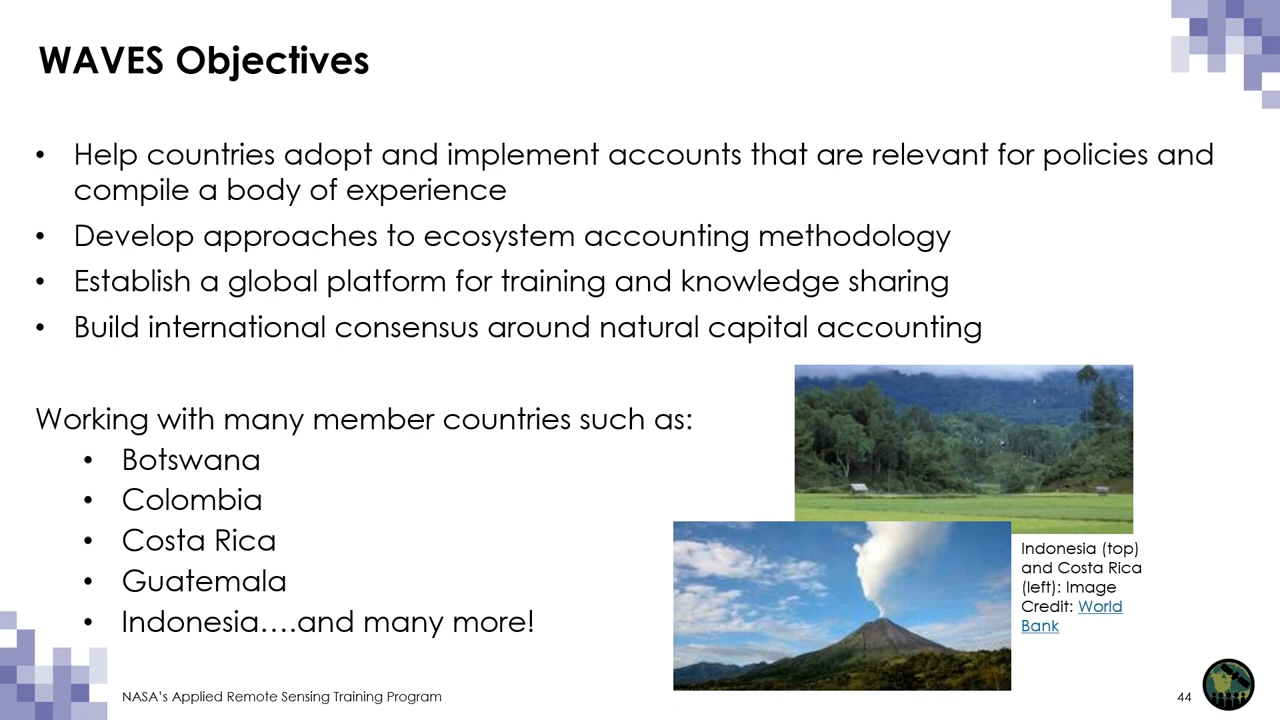 WAVES Objectives
• Help countries adopt and implement accounts that are relevant for policies and
compile a body of experience
• Develop approaches to ecosystem accounting methodology
• Establish a global platform for training and knowledge sharing
• Build international consensus around natural capital accounting
Working with many member countries such as:
• Botswana
• Colombia
• Costa Rica
• Guatemala
• Indonesia….and many more!
Indonesia (top)
and Costa Rica
(left): Image
Credit: World
Bank
NASA’s Applied Remote Sensing Training Program
44